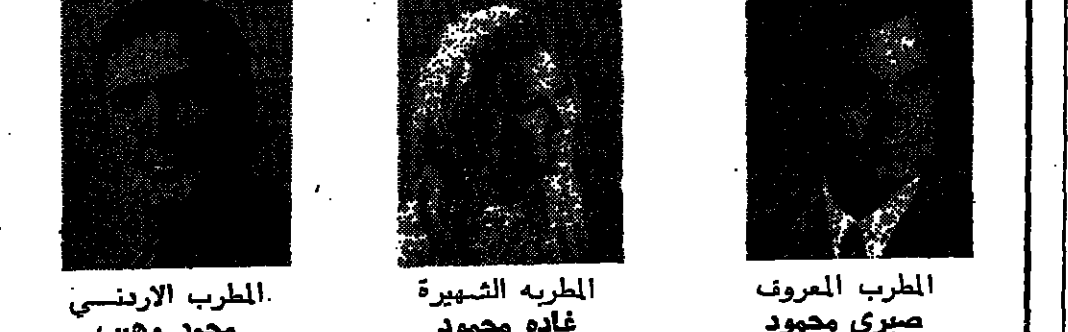 المطرب المعروف
صبري محمود
المطربه الشهيرة
غاده محمود
المطرب الاردنـــي